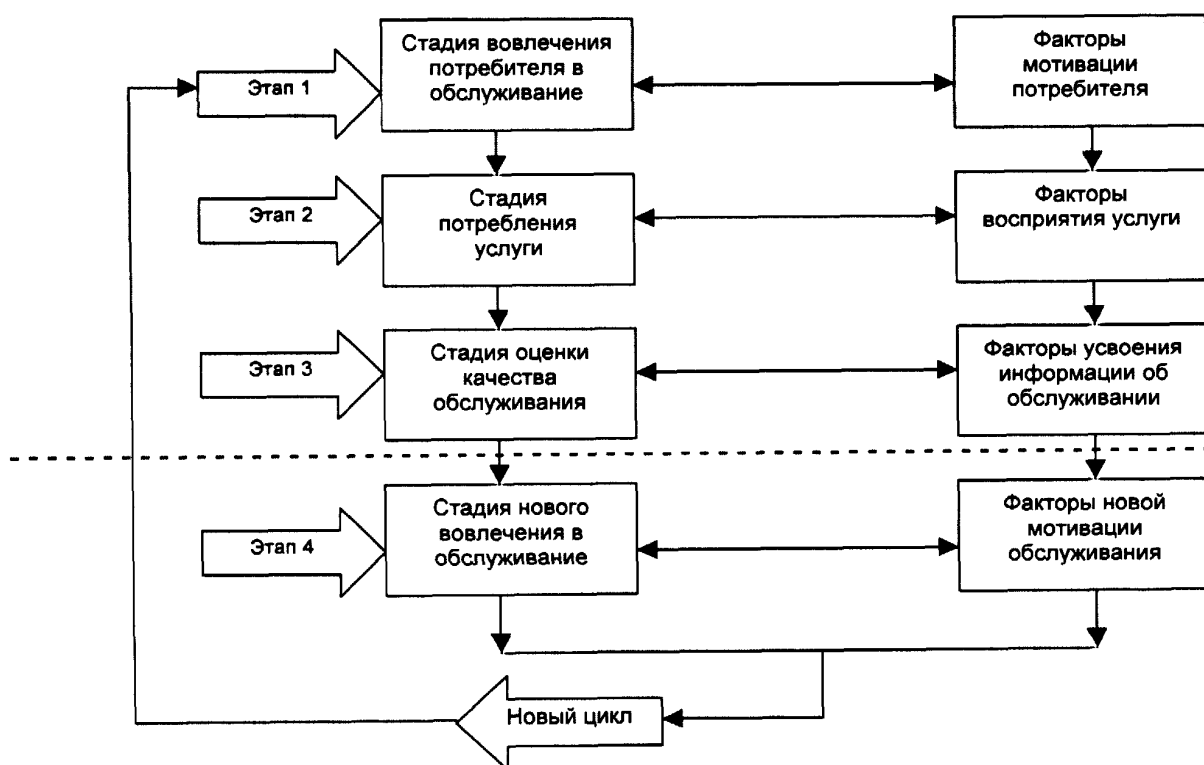 Этап 1
Стадия вовлечения
потребителя в
обслуживание
Факторы
мотивации
потребителя
Этап 2
Стадия
потребления
услуги
Факторы
восприятия услуги
Этап 3
Стадия оценки
качества
обслуживания
Факторы усвоения
информации об
обслуживании
Этап 4
Стадия нового
вовлечения в
обслуживание
Факторы новой
мотивации
обслуживания
Новый цикл